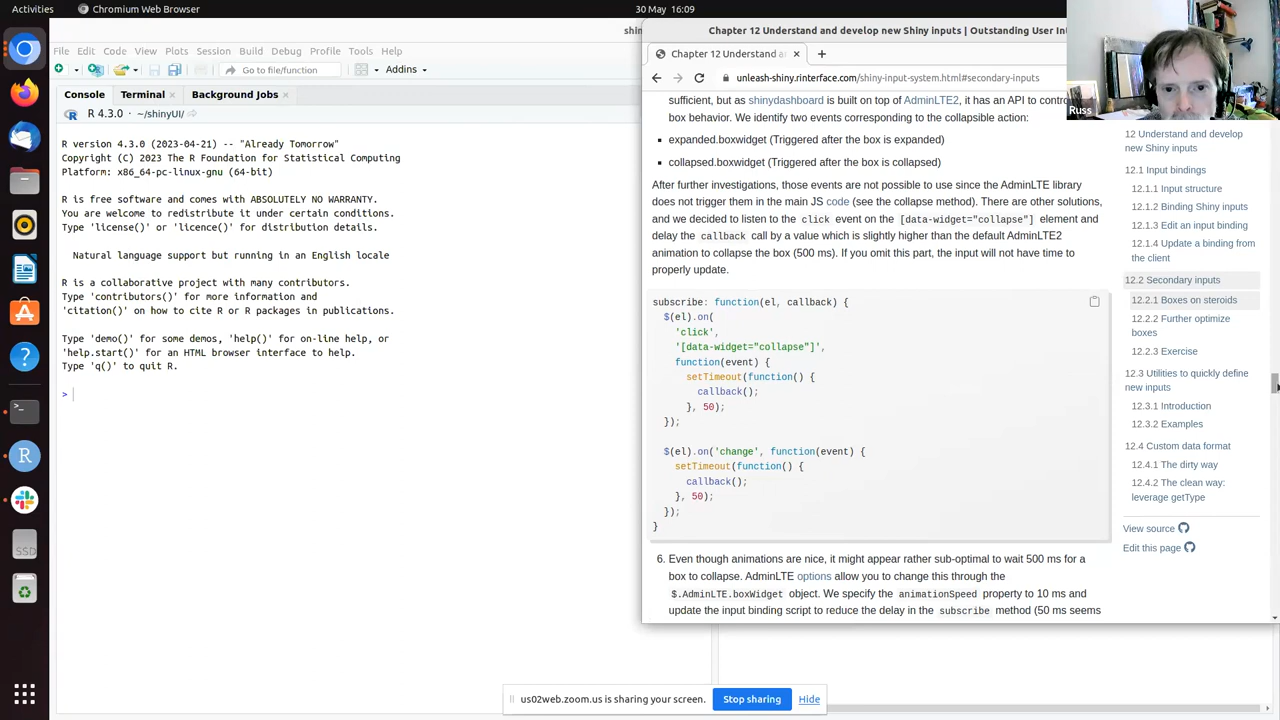 Activities
Chromium Web Browser
30 May 16:09
File Edit Code View Plots Session Build Debug Profile Tools Help
Go to file/function
Addins
Console
Terminal
Background Jobs
R 4.3.0 · ~/shinyUI/
R version 4.3.0 (2023-04-21) -- "Already Tomorrow"
Copyright (C) 2023 The R Foundation for Statistical Computing
Platform: x86_64-pc-linux-gnu (64-bit)
R is free software and comes with ABSOLUTELY NO WARRANTY.
You are welcome to redistribute it under certain conditions.
Type 'license()' or 'licence()' for distribution details.
Natural language support but running in an English locale
R is a collaborative project with many contributors.
Type 'contributors()' for more information and
'citation()' on how to cite R or R packages in publications.
Type 'demo()' for some demos, 'help()' for on-line help, or
'help.start()' for an HTML browser interface to help.
Type 'q()' to quit R.
>
Chapter 12 Understand and develop new Shiny inputs | Outstanding User Int
Chapter 12 Understand a
unleash-shiny.rinterface.com/shiny-input-system.html#secondary-inputs
Russ
sufficient, but as shinydashboard is built on top of AdminLTE2, it has an API to contro
box behavior. We identify two events corresponding to the collapsible action:
expanded.boxwidget (Triggered after the box is expanded)
collapsed.boxwidget (Triggered after the box is collapsed)
After further investigations, those events are not possible to use since the AdminLTE library
does not trigger them in the main JS code (see the collapse method). There are other solutions,
and we decided to listen to the click event on the [data-widget="collapse"] element and
delay the callback call by a value which is slightly higher than the default AdminLTE2
animation to collapse the box (500 ms). If you omit this part, the input will not have time to
properly update.
subscribe: function(el, callback) {
$(el).on(
'click',
'[data-widget="collapse"]',
function(event) {
setTimeout(function() {
callback();
}, 50);
});
$(el).on('change', function(event) {
setTimeout(function() {
callback();
}, 50);
});
}
6. Even though animations are nice, it might appear rather sub-optimal to wait 500 ms for a
box to collapse. AdminLTE options allow you to change this through the
$.AdminLTE.boxWidget object. We specify the animationSpeed property to 10 ms and
update the input binding script to reduce the delay in the subscribe method (50 ms seems
12 Understand and develop
new Shiny inputs
12.1 Input bindings
12.1.1 Input structure
12.1.2 Binding Shiny inputs
12.1.3 Edit an input binding
12.1.4 Update a binding from
the client
12.2 Secondary inputs
12.2.1 Boxes on steroids
12.2.2 Further optimize
boxes
12.2.3 Exercise
12.3 Utilities to quickly define
new inputs
12.3.1 Introduction
12.3.2 Examples
12.4 Custom data format
12.4.1 The dirty way
12.4.2 The clean way:
leverage getType
View source
Edit this page
us02web.zoom.us is sharing your screen.
Stop sharing
Hide